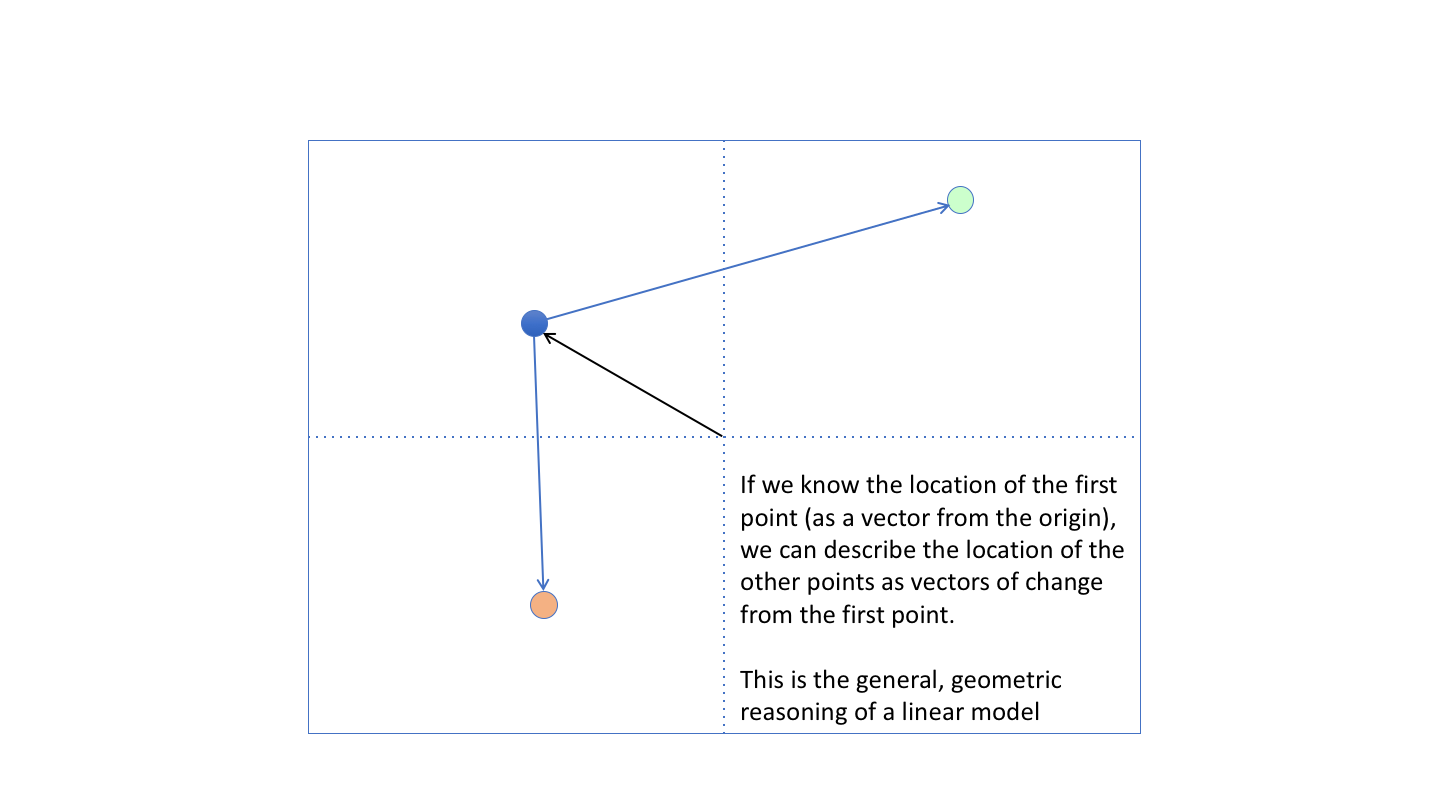 If we know the location of the first
point (as a vector from the origin),
we can describe the location of the
other points as vectors of change
from the first point.
This is the general, geometric
reasoning of a linear model